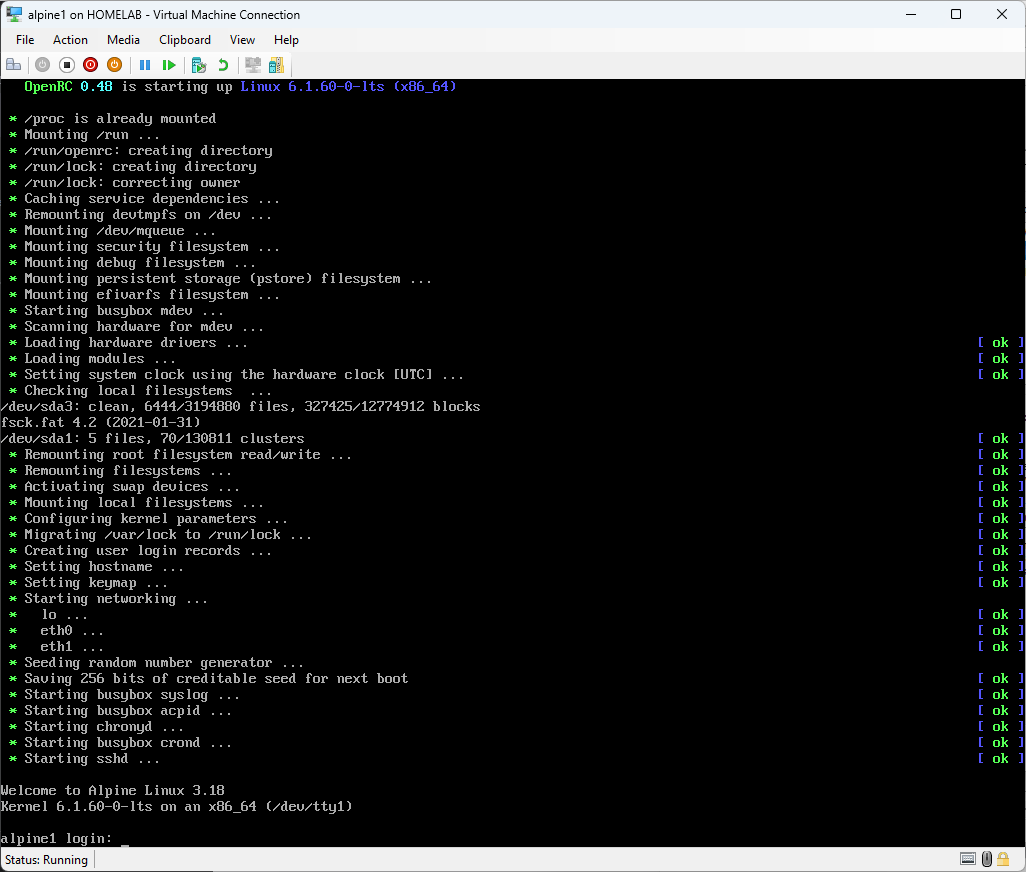 alpine1 on HOMELAB - Virtual Machine Connection
File Action Media Clipboard View Help
OpenRC 0.48 is starting up Linux 6.1.60-0-lts (x86_64)
* /proc is already mounted
* Mounting /run ...
* /run/openrc: creating directory
* /run/lock: creating directory
* /run/lock: correcting owner
* Caching service dependencies ...
* Remounting devtmpfs on /dev ...
* Mounting /dev/mqueue ...
* Mounting security filesystem ...
* Mounting debug filesystem ...
* Mounting persistent storage (pstore) filesystem ...
* Mounting efivarfs filesystem ...
* Starting busybox mdev ...
* Scanning hardware for mdev ...
* Loading hardware drivers ... [ ok ]
* Loading modules ... [ ok ]
* Setting system clock using the hardware clock [UTC] ... [ ok ]
* Checking local filesystems  ...
/dev/sda3: clean, 6444/3194880 files, 327425/12774912 blocks
fsck.fat 4.2 (2021-01-31)
/dev/sda1: 5 files, 70/130811 clusters [ ok ]
* Remounting root filesystem read/write ... [ ok ]
* Remounting filesystems ... [ ok ]
* Activating swap devices ... [ ok ]
* Mounting local filesystems ... [ ok ]
* Configuring kernel parameters ... [ ok ]
* Migrating /var/lock to /run/lock ... [ ok ]
* Creating user login records ... [ ok ]
* Setting hostname ... [ ok ]
* Setting keymap ... [ ok ]
* Starting networking ...
*   lo ... [ ok ]
*   eth0 ... [ ok ]
*   eth1 ... [ ok ]
* Seeding random number generator ...
* Saving 256 bits of creditable seed for next boot [ ok ]
* Starting busybox syslog ... [ ok ]
* Starting busybox acpid ... [ ok ]
* Starting chronyd ... [ ok ]
* Starting busybox crond ... [ ok ]
* Starting sshd ... [ ok ]
Welcome to Alpine Linux 3.18
Kernel 6.1.60-0-lts on an x86_64 (/dev/tty1)
alpine1 login: _
Status: Running